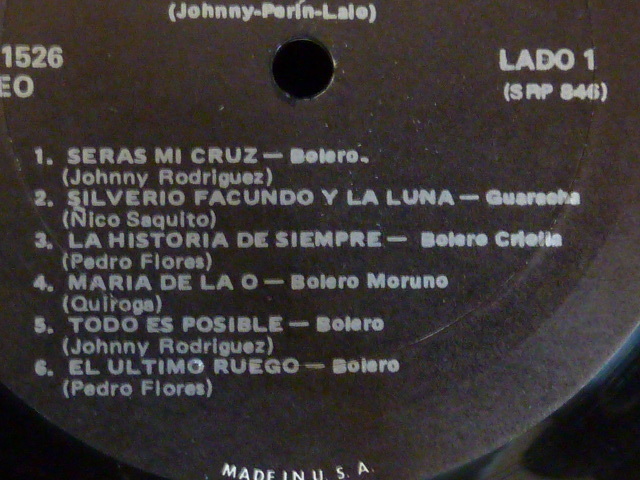 (Johnny-Perín-Lalo)
1526
LADO 1
EO
(SRP 846)
1. SERAS MI CRUZ — Bolero.
(Johnny Rodriguez)
2. SILVERIO FACUNDO Y LA LUNA — Guaracha
(Ñico Saquito)
3. LA HISTORIA DE SIEMPRE — Bolero Criolla
(Pedro Flores)
4. MARIA DE LA O — Bolero Moruno
(Quiroga)
5. TODO ES POSIBLE — Bolero
(Johnny Rodriguez)
6. EL ULTIMO RUEGO — Bolero
(Pedro Flores)
MADE IN U. S. A.